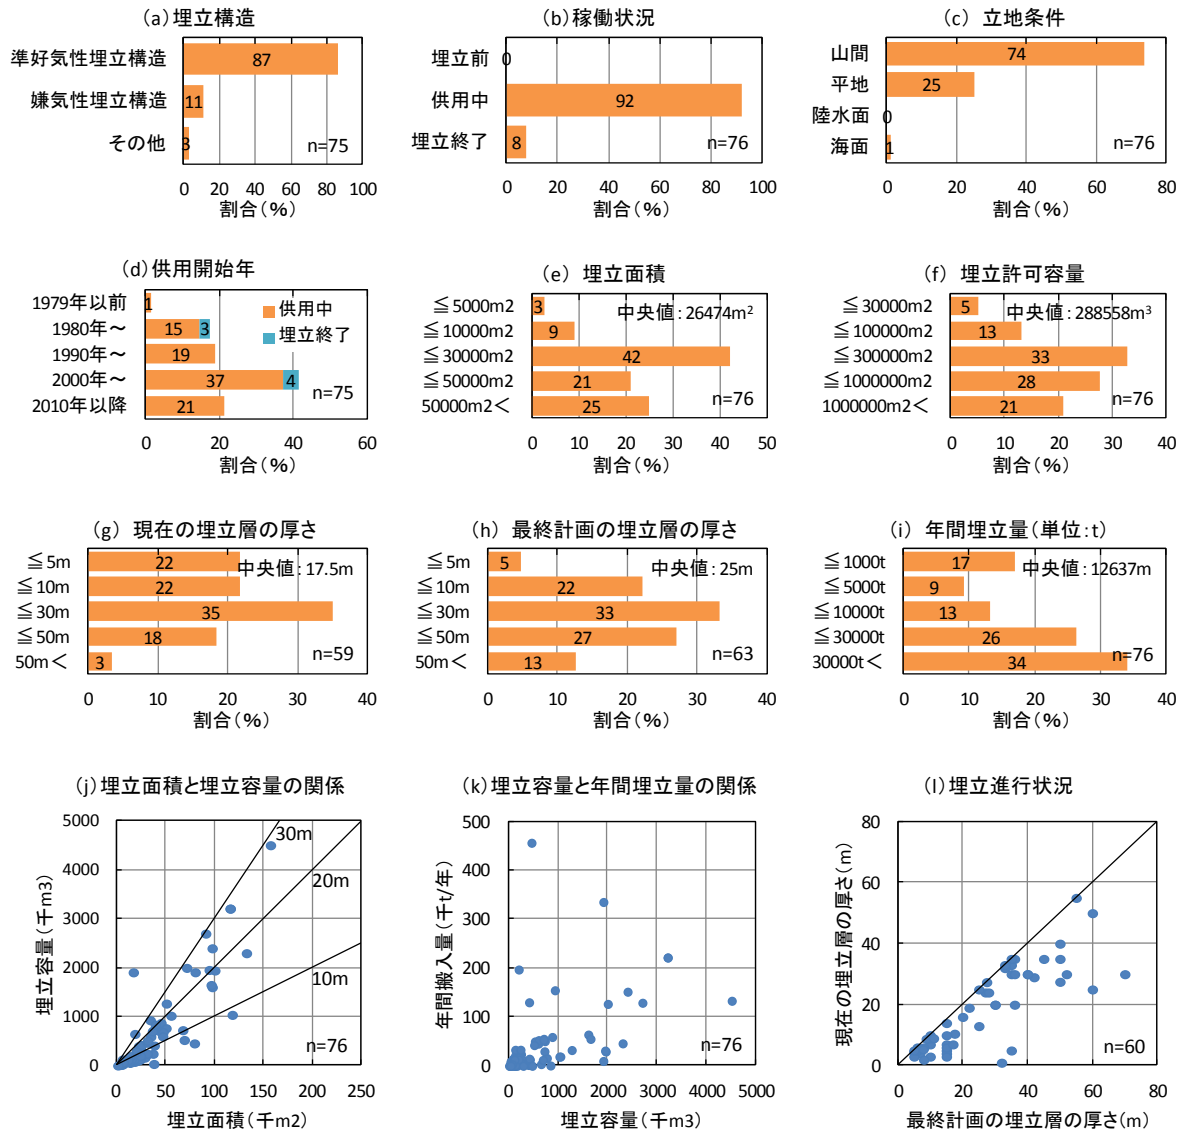 (a)埋立構造
準好気性埋立構造
87
嫌気性埋立構造
11
その他
3
n=75
0 20 40 60 80 100
割合(%)
(b)稼働状況
埋立前
0
供用中
92
埋立終了
8
n=76
0 20 40 60 80 100
割合(%)
(c) 立地条件
山間
74
平地
25
陸水面
0
海面
1
n=76
0 20 40 60 80
割合(%)
(d)供用開始年
1979年以前
1
1980年~
15 3
1990年~
19
2000年~
37 4
2010年以降
21
供用中
埋立終了
n=75
0 20 40 60
割合(%)
(e) 埋立面積
≦5000m2
3
中央値:26474m²
≦10000m2
9
≦30000m2
42
≦50000m2
21
50000m2<
25
n=76
0 10 20 30 40 50
割合(%)
(f) 埋立許可容量
≦30000m2
5
中央値:288558m³
≦100000m2
13
≦300000m2
33
≦1000000m2
28
1000000m2<
21
n=76
0 10 20 30 40
割合(%)
(g) 現在の埋立層の厚さ
≦5m
22
中央値:17.5m
≦10m
22
≦30m
35
≦50m
18
50m<
3
n=59
0 10 20 30 40
割合(%)
(h) 最終計画の埋立層の厚さ
≦5m
5
中央値:25m
≦10m
22
≦30m
33
≦50m
27
50m<
13
n=63
0 10 20 30 40
割合(%)
(i) 年間埋立量(単位:t)
≦1000t
17
中央値:12637m
≦5000t
9
≦10000t
13
≦30000t
26
30000t<
34
n=76
0 10 20 30 40
割合(%)
(j)埋立面積と埋立容量の関係
埋立容量(千m3)
5000
4000
3000
2000
1000
0
30m
20m
10m
n=76
0 50 100 150 200 250
埋立面積(千m2)
(k)埋立容量と年間埋立量の関係
年間搬入量(千t/年)
500
400
300
200
100
0
n=76
0 1000 2000 3000 4000 5000
埋立容量(千m3)
(l)埋立進行状況
現在の埋立層の厚さ(m)
80
60
40
20
0
n=60
0 20 40 60 80
最終計画の埋立層の厚さ(m)